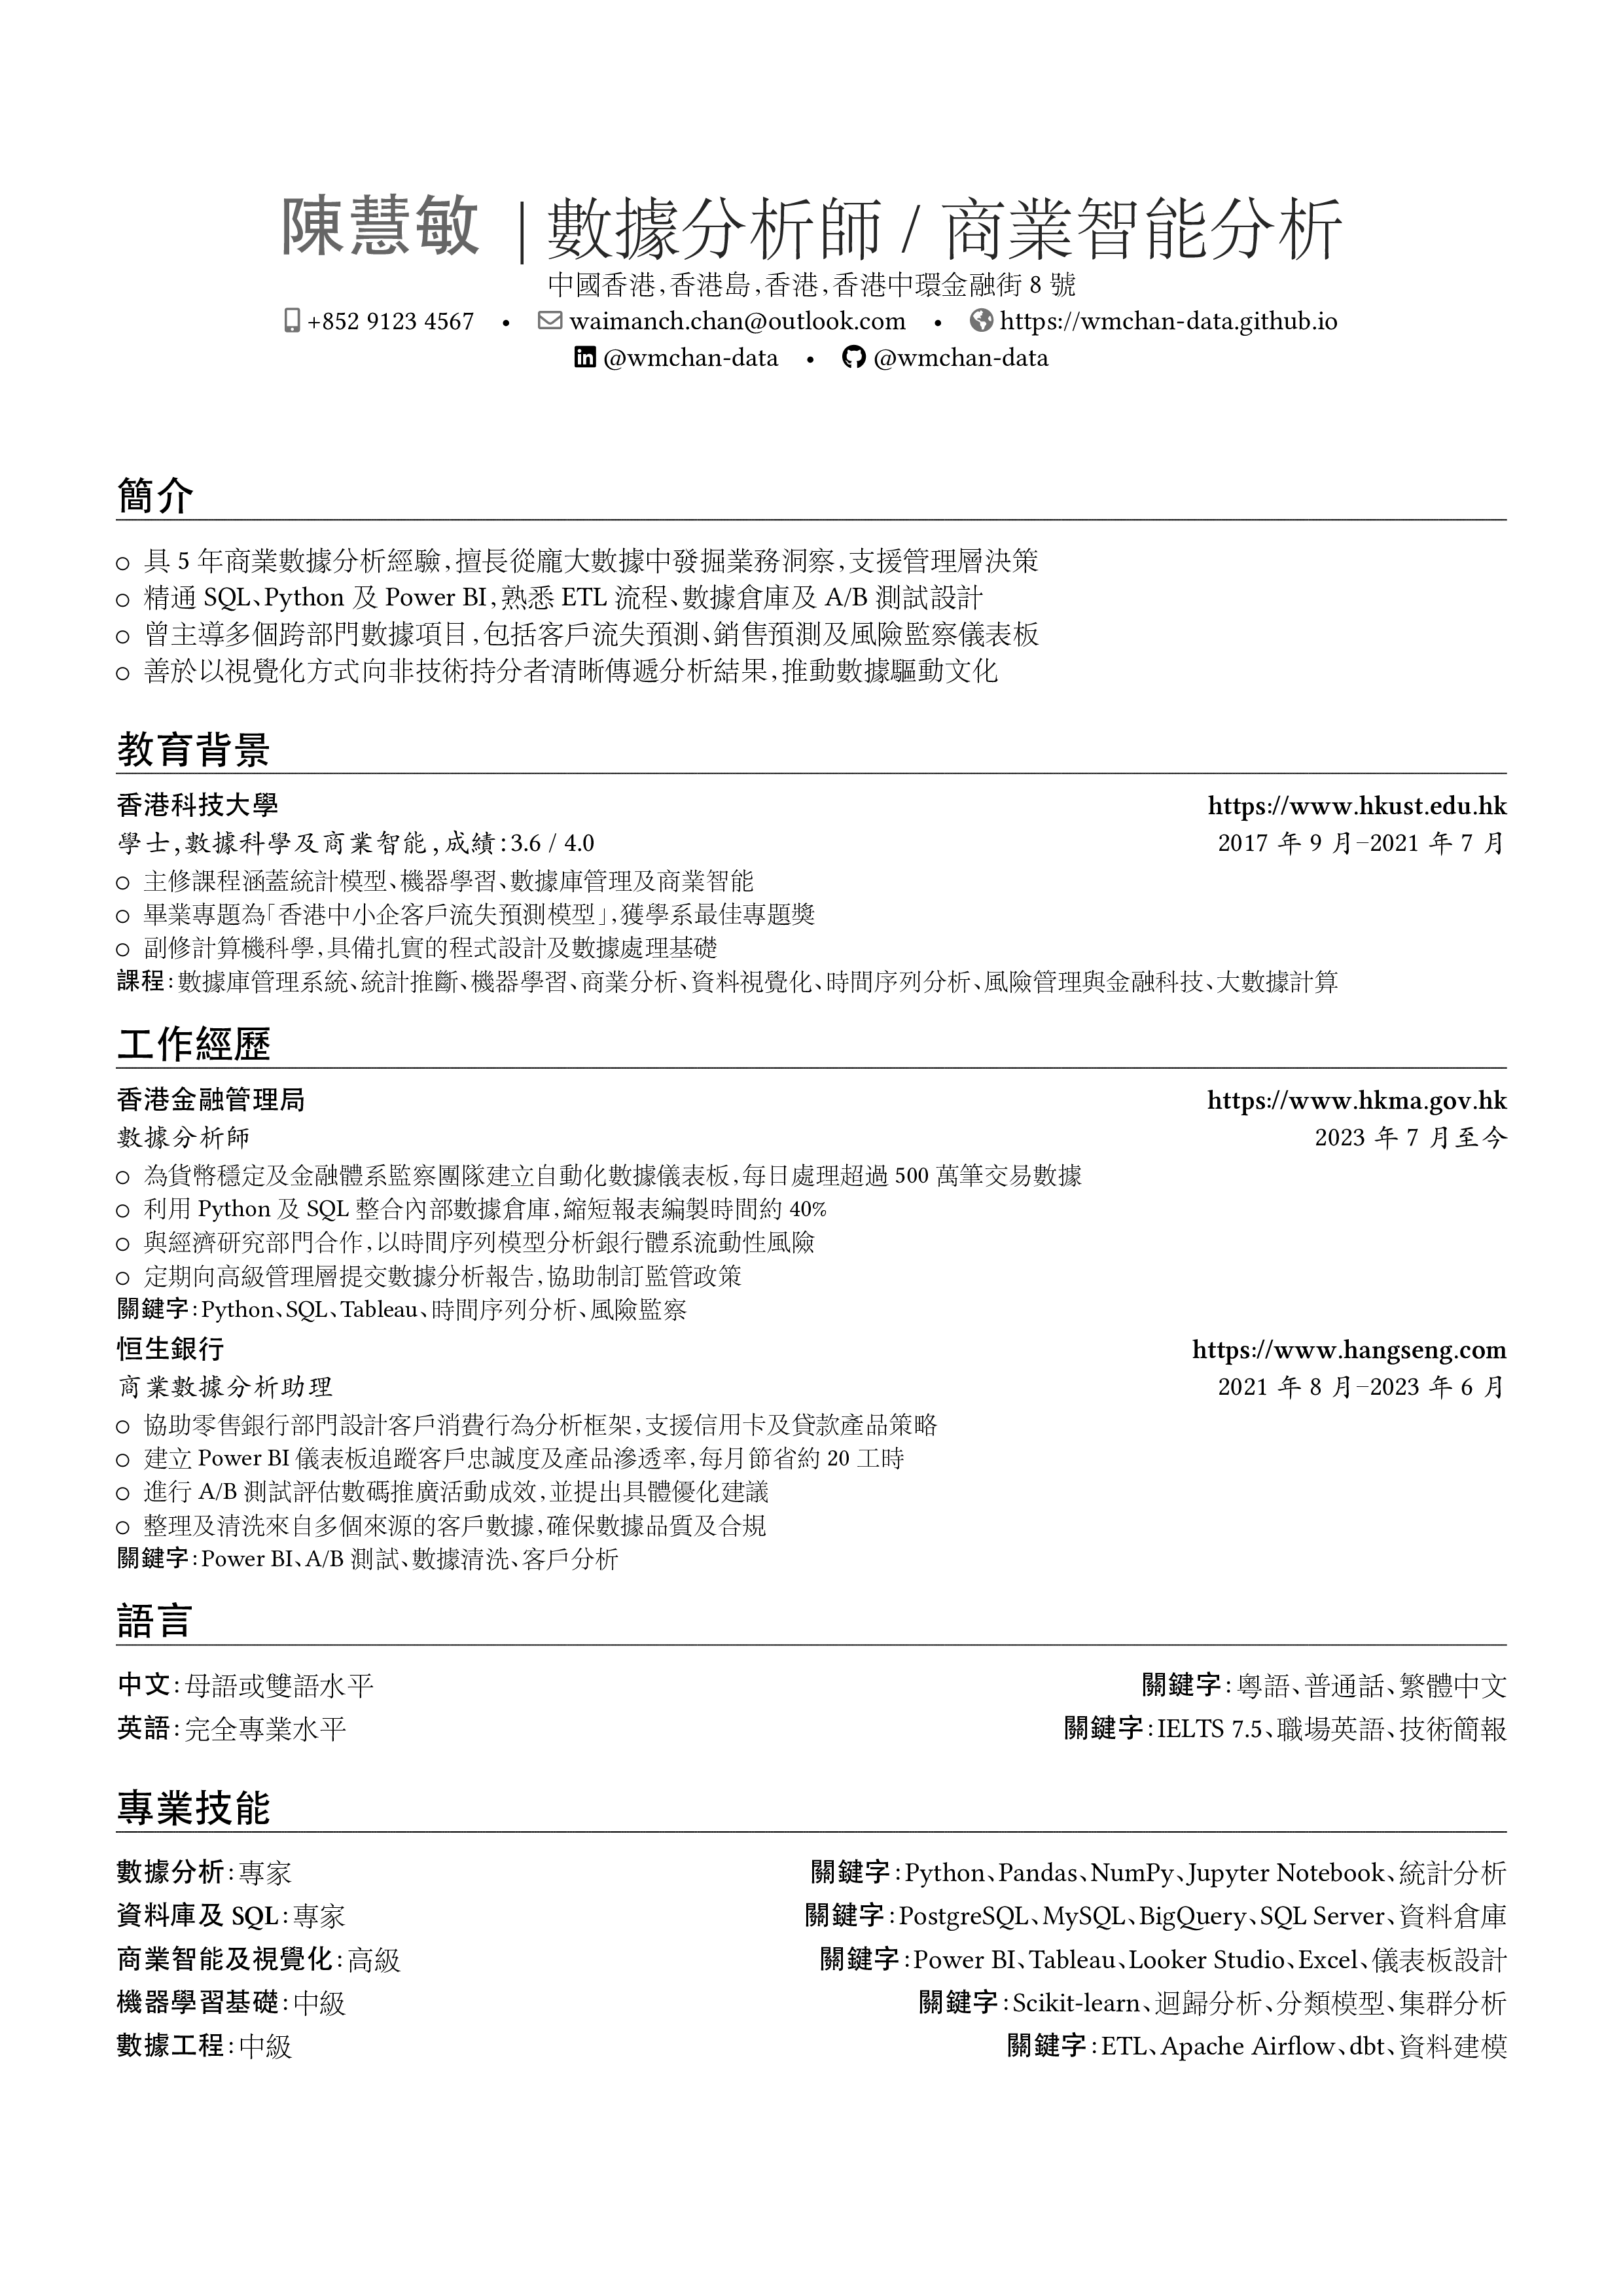 陳慧敏 | 數據分析師 / 商業智能分析
中國香港,香港島,香港,香港中環金融街 8 號
+852 9123 4567 • waimanch.chan@outlook.com • https://wmchan-data.github.io
@wmchan-data • @wmchan-data
簡介
○ 具 5 年商業數據分析經驗,擅長從龐大數據中發掘業務洞察,支援管理層決策
○ 精通 SQL、Python 及 Power BI,熟悉 ETL 流程、數據倉庫及 A/B 測試設計
○ 曾主導多個跨部門數據項目,包括客戶流失預測、銷售預測及風險監察儀表板
○ 善於以視覺化方式向非技術持分者清晰傳遞分析結果,推動數據驅動文化
教育背景
香港科技大學 https://www.hkust.edu.hk
學士,數據科學及商業智能,成績:3.6 / 4.0 2017 年 9 月–2021 年 7 月
○ 主修課程涵蓋統計模型、機器學習、數據庫管理及商業智能
○ 畢業專題為「香港中小企客戶流失預測模型」,獲學系最佳專題獎
○ 副修計算機科學,具備扎實的程式設計及數據處理基礎
課程:數據庫管理系統、統計推斷、機器學習、商業分析、資料視覺化、時間序列分析、風險管理與金融科技、大數據計算
工作經歷
香港金融管理局 https://www.hkma.gov.hk
數據分析師 2023 年 7 月至今
○ 為貨幣穩定及金融體系監察團隊建立自動化數據儀表板,每日處理超過 500 萬筆交易數據
○ 利用 Python 及 SQL 整合內部數據倉庫,縮短報表編製時間約 40%
○ 與經濟研究部門合作,以時間序列模型分析銀行體系流動性風險
○ 定期向高級管理層提交數據分析報告,協助制訂監管政策
關鍵字:Python、SQL、Tableau、時間序列分析、風險監察
恒生銀行 https://www.hangseng.com
商業數據分析助理 2021 年 8 月–2023 年 6 月
○ 協助零售銀行部門設計客戶消費行為分析框架,支援信用卡及貸款產品策略
○ 建立 Power BI 儀表板追蹤客戶忠誠度及產品滲透率,每月節省約 20 工時
○ 進行 A/B 測試評估數碼推廣活動成效,並提出具體優化建議
○ 整理及清洗來自多個來源的客戶數據,確保數據品質及合規
關鍵字:Power BI、A/B 測試、數據清洗、客戶分析
語言
中文:母語或雙語水平 關鍵字:粵語、普通話、繁體中文
英語:完全專業水平 關鍵字:IELTS 7.5、職場英語、技術簡報
專業技能
數據分析:專家 關鍵字:Python、Pandas、NumPy、Jupyter Notebook、統計分析
資料庫及 SQL:專家 關鍵字:PostgreSQL、MySQL、BigQuery、SQL Server、資料倉庫
商業智能及視覺化:高級 關鍵字:Power BI、Tableau、Looker Studio、Excel、儀表板設計
機器學習基礎:中級 關鍵字:Scikit-learn、迴歸分析、分類模型、集群分析
數據工程:中級 關鍵字:ETL、Apache Airflow、dbt、資料建模